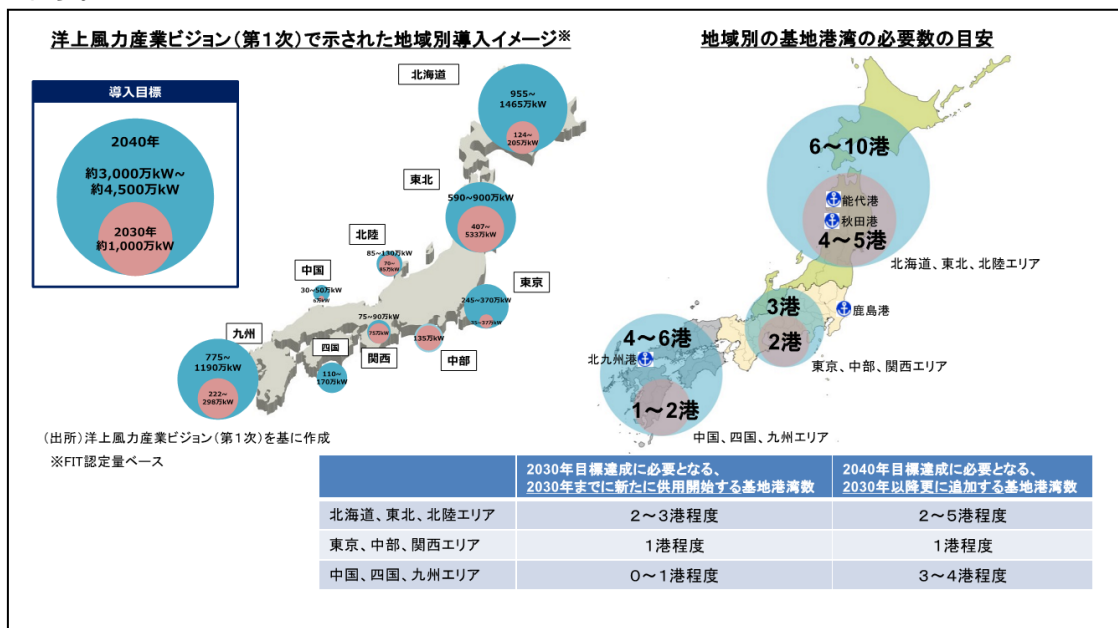 洋上風力産業ビジョン(第1次)で示された地域別導入イメージ※
導入目標
2040年
約3,000万kW~
約4,500万kW
2030年
約1,000万kW
北海道
955~
1465万kW
124~
205万kW
東北
590~900万kW
407~
533万kW
北陸
85~130万kW
中国
30~50万kW
東京
245~370万kW
75~90万kW
75万kW
関西
135万kW
中部
四国
110~
170万kW
九州
775~
1190万kW
222~
298万kW
(出所)洋上風力産業ビジョン(第1次)を基に作成
※FIT認定量ベース
地域別の基地港湾の必要数の目安
6~10港
能代港
秋田港
4~5港
北海道、東北、北陸エリア
鹿島港
3港
2港
東京、中部、関西エリア
4~6港
北九州港
1~2港
中国、四国、九州エリア
2030年目標達成に必要となる、
2030年までに新たに供用開始する基地港湾数
2040年目標達成に必要となる、
2030年以降更に追加する基地港湾数
北海道、東北、北陸エリア
2~3港程度
2~5港程度
東京、中部、関西エリア
1港程度
1港程度
中国、四国、九州エリア
0~1港程度
3~4港程度